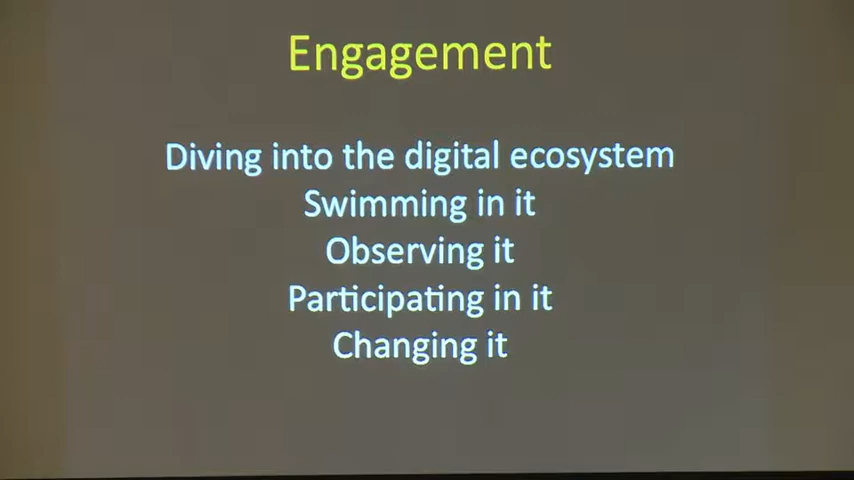 Engagement
Diving into the digital ecosystem
Swimming in it
Observing it
Participating in it
Changing it